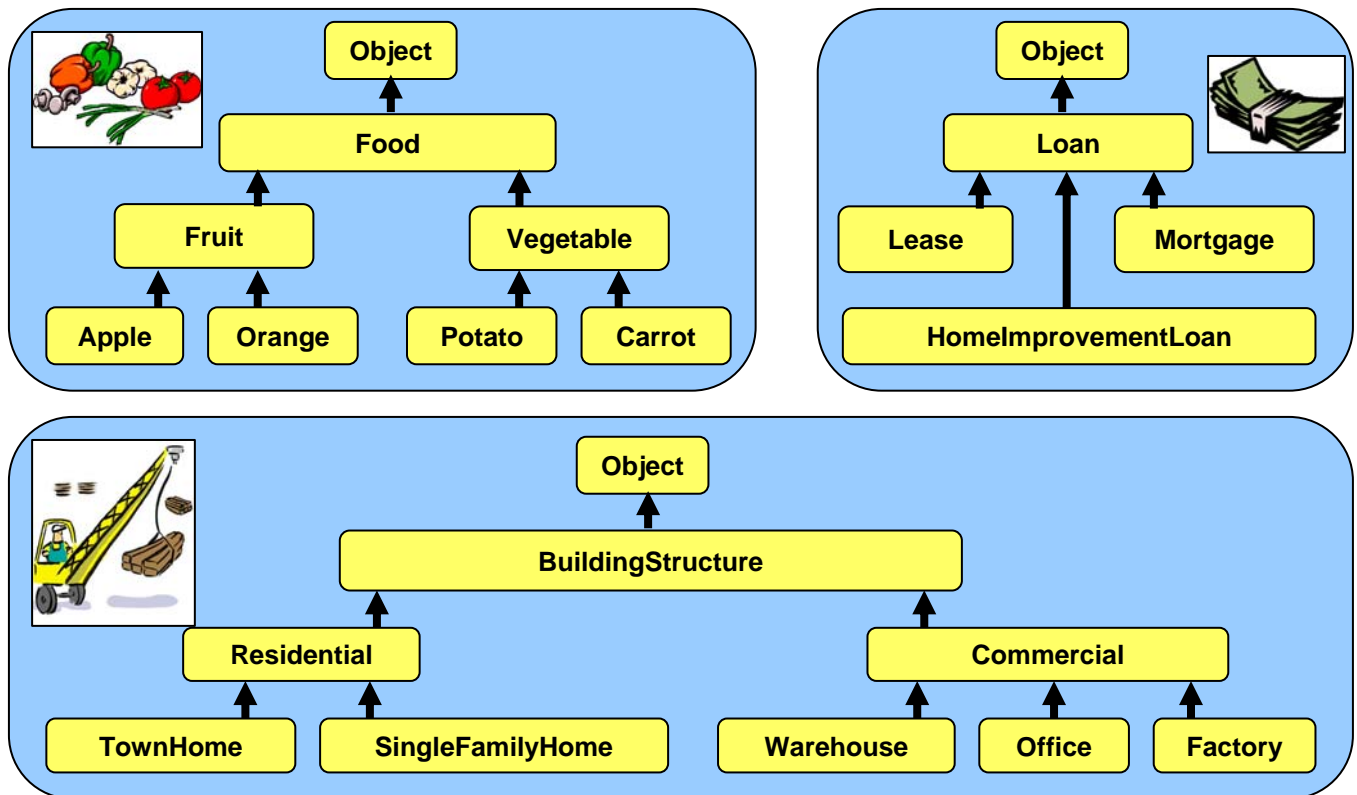 Object
Food
Fruit
Vegetable
Apple
Orange
Potato
Carrot
Object
Loan
Lease
Mortgage
HomeImprovementLoan
Object
BuildingStructure
Residential
Commercial
TownHome
SingleFamilyHome
Warehouse
Office
Factory